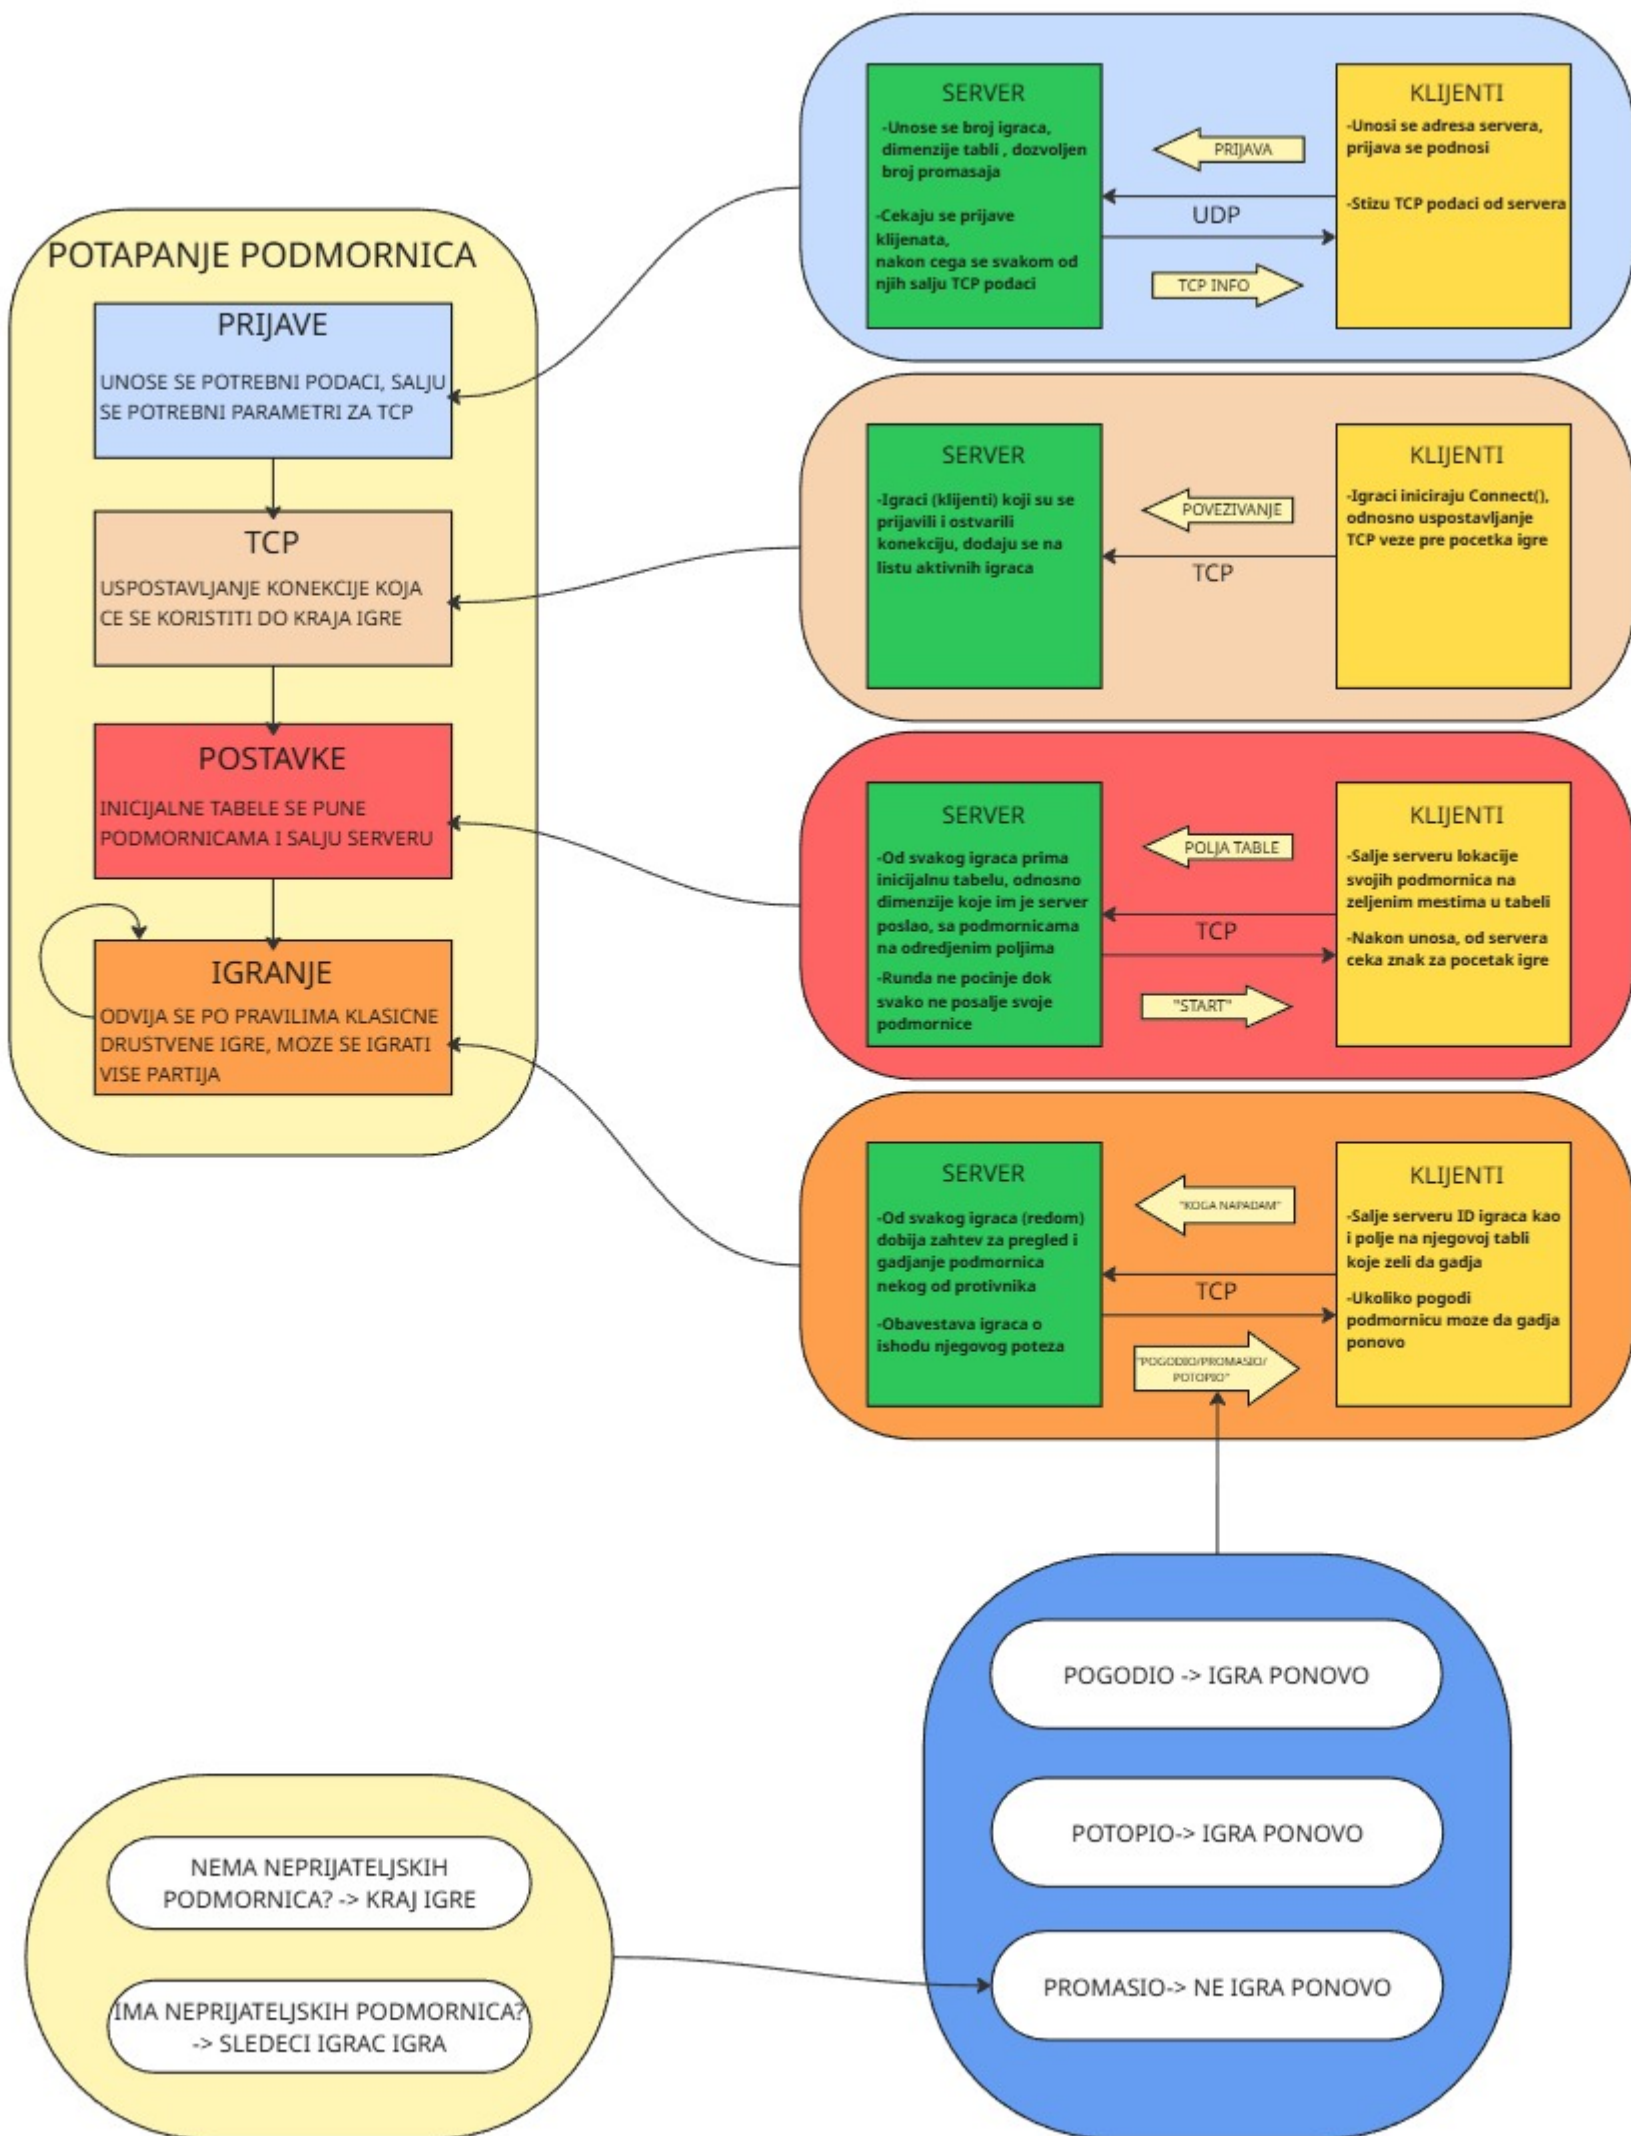 POTAPANJE PODMORNICA
PRIJAVE
UNOSE SE POTREBNI PODACI, SALJU
SE POTREBNI PARAMETRI ZA TCP
TCP
USPOSTAVLJANJE KONEKCIJE KOJA
CE SE KORISTITI DO KRAJA IGRE
POSTAVKE
INICIJALNE TABELE SE PUNE
PODMORNICAMA I SALJU SERVERU
IGRANJE
ODVIJA SE PO PRAVILIMA KLASICNE
DRUSTVENE IGRE, MOZE SE IGRATI
VISE PARTIJA
SERVER
-Unose se broj igraca,
dimenzije tabli , dozvoljen
broj promasaja
-Cekaju se prijave
klijenata,
nakon cega se svakom od
njih salju TCP podaci
PRIJAVA
UDP
TCP INFO
KLIJENTI
-Unosi se adresa servera,
prijava se podnosi
-Stizu TCP podaci od servera
SERVER
-Igraci (klijenti) koji su se
prijavili i ostvarili
konekciju, dodaju se na
listu aktivnih igraca
POVEZIVANJE
TCP
KLIJENTI
-Igraci iniciraju Connect(),
odnosno uspostavljanje
TCP veze pre pocetka igre
SERVER
-Od svakog igraca prima
inicijalnu tabelu, odnosno
dimenzije koje im je server
poslao, sa podmornicama
na odredjenim poljima
-Runda ne pocinje dok
svako ne posalje svoje
podmornice
POLJA TABLE
TCP
"START"
KLIJENTI
-Salje serveru lokacije
svojih podmornica na
zeljenim mestima u tabeli
-Nakon unosa, od servera
ceka znak za pocetak igre
SERVER
-Od svakog igraca (redom)
dobija zahtev za pregled i
gadjanje podmornica
nekog od protivnika
-Obavestava igraca o
ishodu njegovog poteza
"KOGA NAPADAM"
TCP
"POGODIO/PROMASIO/
POTOPIO"
KLIJENTI
-Salje serveru ID igraca kao
i polje na njegovoj tabli
koje zeli da gadja
-Ukoliko pogodi
podmornicu moze da gadja
ponovo
POGODIO -> IGRA PONOVO
POTOPIO-> IGRA PONOVO
PROMASIO-> NE IGRA PONOVO
NEMA NEPRIJATELJSKIH
PODMORNICA? -> KRAJ IGRE
IMA NEPRIJATELJSKIH PODMORNICA?
-> SLEDECI IGRAC IGRA